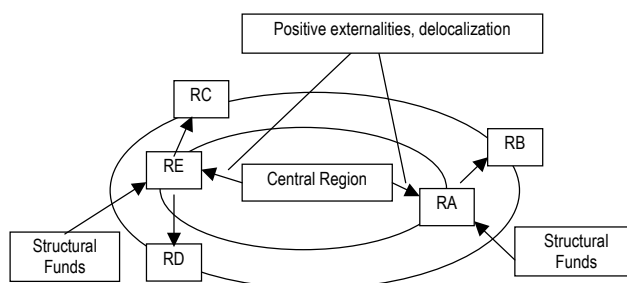 Positive externalities, delocalization
RC
RB
RE
Central Region
RA
Structural
Funds
RD
Structural
Funds